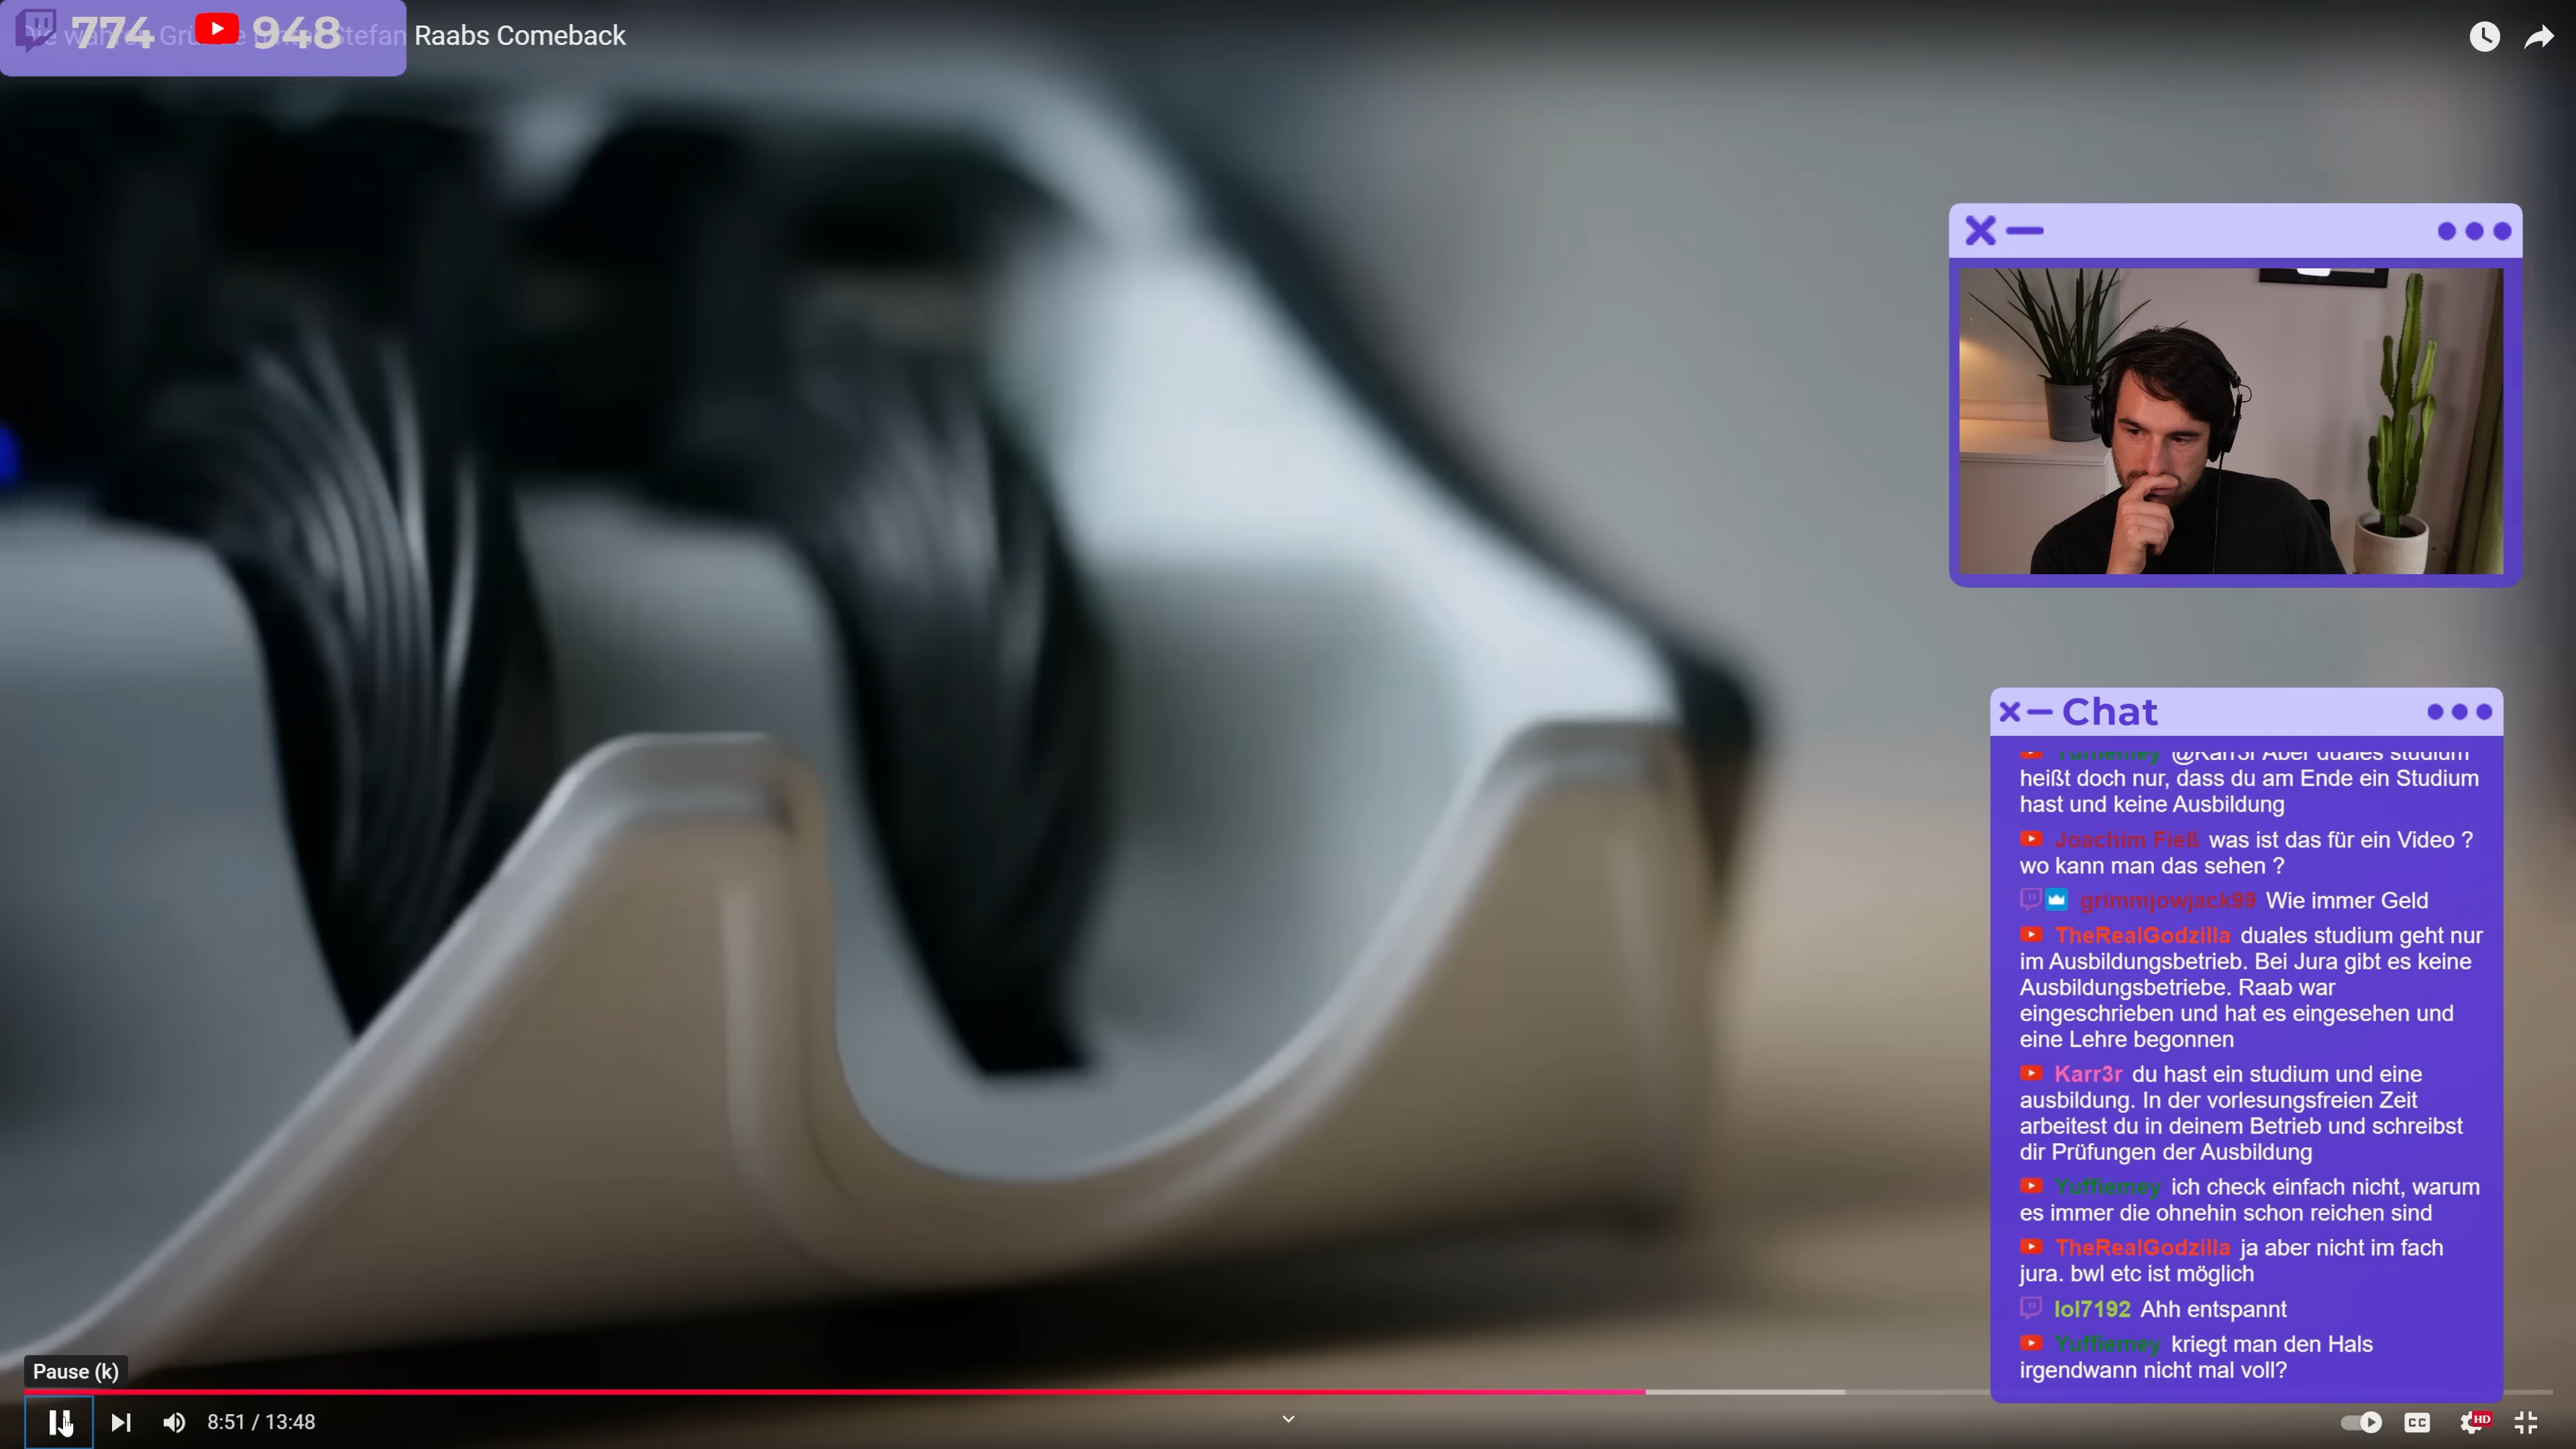 774 948 Raabs Comeback
Chat
@Karr3r Aber duales studium
heißt doch nur, dass du am Ende ein Studium
hast und keine Ausbildung
Joachim Fieß was ist das für ein Video ?
wo kann man das sehen ?
grimmjowjack99 Wie immer Geld
TheRealGodzilla duales studium geht nur
im Ausbildungsbetrieb. Bei Jura gibt es keine
Ausbildungsbetriebe. Raab war
eingeschrieben und hat es eingesehen und
eine Lehre begonnen
Karr3r du hast ein studium und eine
ausbildung. In der vorlesungsfreien Zeit
arbeitest du in deinem Betrieb und schreibst
dir Prüfungen der Ausbildung
Yuffiemey ich check einfach nicht, warum
es immer die ohnehin schon reichen sind
TheRealGodzilla ja aber nicht im fach
jura. bwl etc ist möglich
lol7192 Ahh entspannt
Yuffiemey kriegt man den Hals
irgendwann nicht mal voll?
Pause (k)
8:51 / 13:48
CC
HD